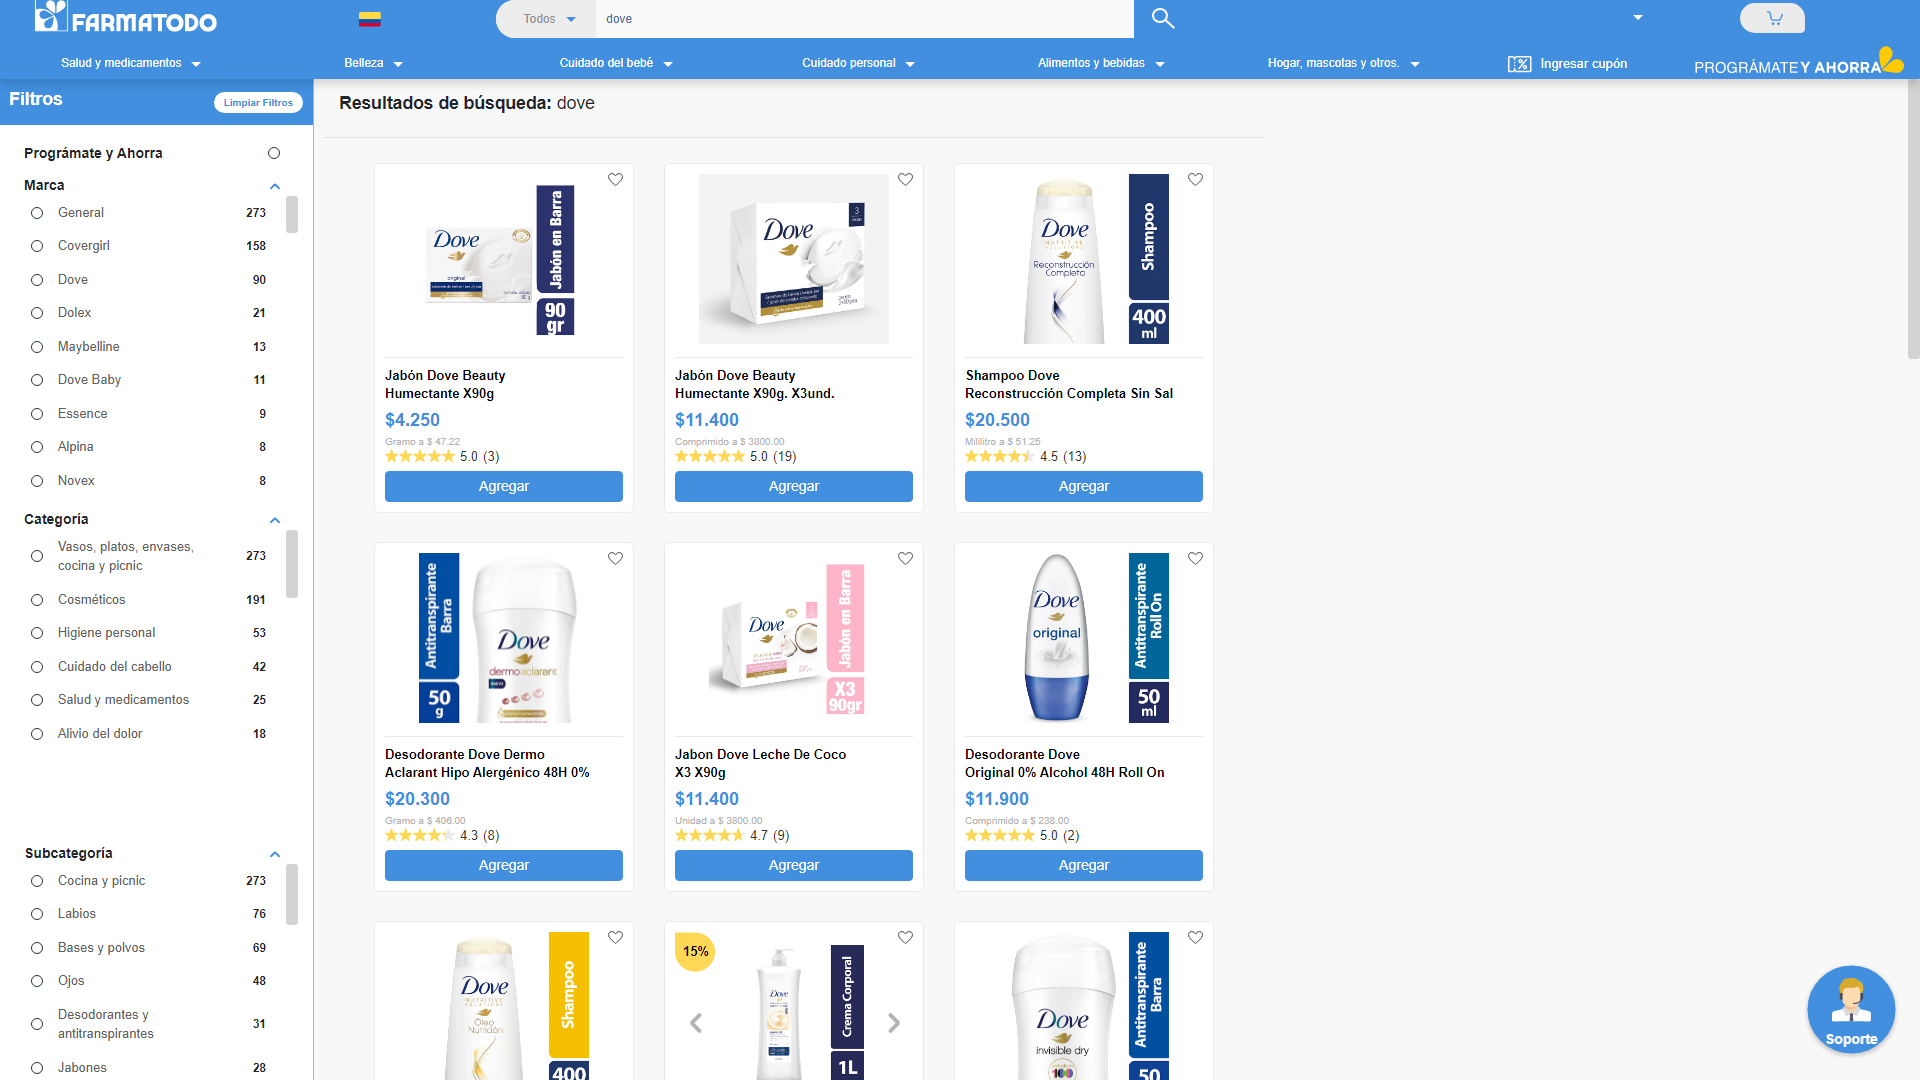 FARMATODO
Todos
dove
Salud y medicamentos
Belleza
Cuidado del bebé
Cuidado personal
Alimentos y bebidas
Hogar, mascotas y otros.
Ingresar cupón
PROGRÁMATE Y AHORRA
Filtros
Limpiar Filtros
Prográmate y Ahorra
Marca
General 273
Covergirl 158
Dove 90
Dolex 21
Maybelline 13
Dove Baby 11
Essence 9
Alpina 8
Novex 8
Categoría
Vasos, platos, envases,
cocina y picnic 273
Cosméticos 191
Higiene personal 53
Cuidado del cabello 42
Salud y medicamentos 25
Alivio del dolor 18
Subcategoría
Cocina y picnic 273
Labios 76
Bases y polvos 69
Ojos 48
Desodorantes y
antitranspirantes 31
Jabones 28
Resultados de búsqueda: dove
Dove
original
Jabón en Barra
90
gr
Jabón Dove Beauty
Humectante X90g
$4.250
Gramo a $ 47.22
5.0 (3)
Agregar
Dove
3
Jabón Dove Beauty
Humectante X90g. X3und.
$11.400
Comprimido a $ 3800.00
5.0 (19)
Agregar
Dove
NUTRITIVE
SOLUTIONS
Reconstrucción
Completa
Shampoo
400
ml
Shampoo Dove
Reconstrucción Completa Sin Sal
$20.500
Mililitro a $ 51.25
4.5 (13)
Agregar
Antitranspirante
Barra
50
g
Dove
dermoaclarant
NUEVO
Desodorante Dove Dermo
Aclarant Hipo Alergénico 48H 0%
$20.300
Gramo a $ 406.00
4.3 (8)
Agregar
Dove
Jabón en Barra
X3
90gr
Jabon Dove Leche De Coco
X3 X90g
$11.400
Unidad a $ 3800.00
4.7 (9)
Agregar
Dove
original
Antitranspirante
Roll On
50
ml
Desodorante Dove
Original 0% Alcohol 48H Roll On
$11.900
Comprimido a $ 238.00
5.0 (2)
Agregar
Dove
NUTRITIVE
SOLUTIONS
Óleo
Nutrición
Shampoo
400
15%
Dove
Crema Corporal
1L
Dove
invisible dry
100
Antitranspirante
Barra
50
Soporte